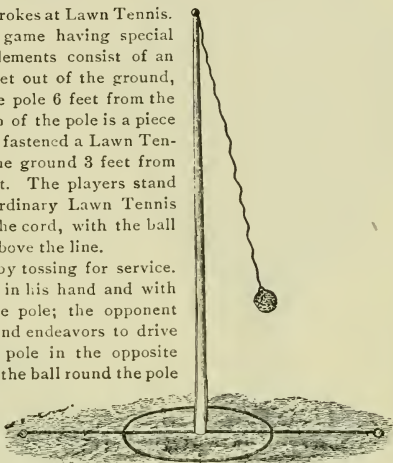 rokes at Lawn Tennis.
game having special
lements consist of an
et out of the ground,
e pole 6 feet from the
p of the pole is a piece
fastened a Lawn Ten-
ne ground 3 feet from
t. The players stand
rdinary Lawn Tennis
he cord, with the ball
bove the line.
by tossing for service.
in his hand and with
e pole; the opponent
nd endeavors to drive
pole in the opposite
the ball round the pole